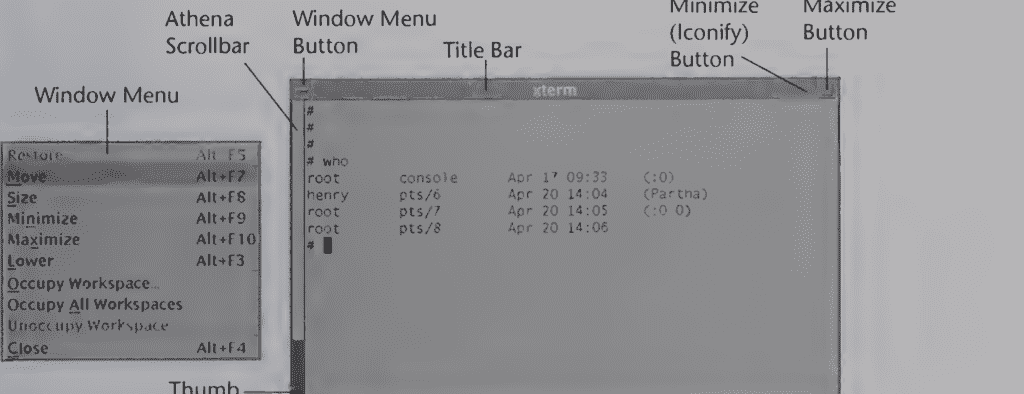 Athena
Scrollbar
Window Menu
Button
Title Bar
Minimize
(Iconify)
Button
Maximize
Button
Window Menu
xterm
Restore Alt F5
Move Alt+F7
Size Alt+F8
Minimize Alt+F9
Maximize Alt+F10
Lower Alt+F3
Occupy Workspace...
Occupy All Workspaces
Unoccupy Workspace
Close Alt+F4
#
#
#
# who
root console Apr 17 09:33 (:0)
henry pts/6 Apr 20 14:04 (Partha)
root pts/7 Apr 20 14:05 (:0 0)
root pts/8 Apr 20 14:06
#
Thumb